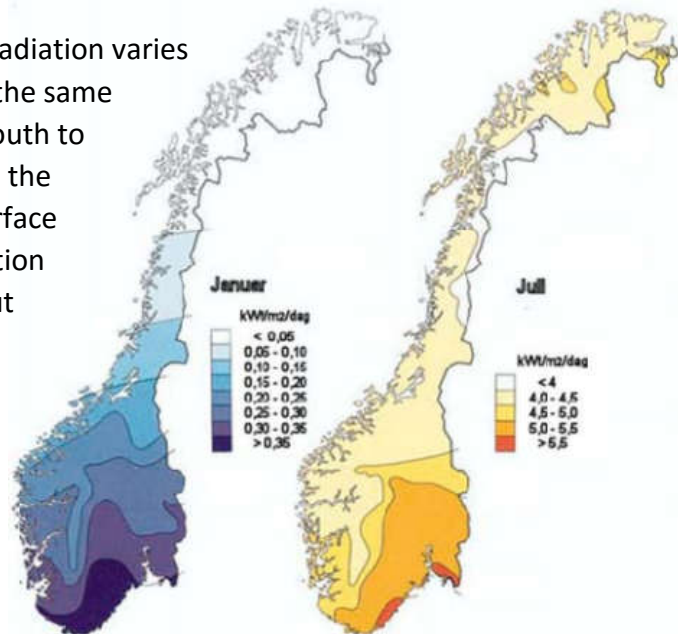 adiation varies
the same
outh to
the
rface
tion
ut
Januar
kWt/m2/dag
< 0,05
0,05 - 0,10
0,10 - 0,15
0,15 - 0,20
0,20 - 0,25
0,25 - 0,30
0,30 - 0,35
> 0,35
Juli
kWt/m2/dag
< 4
4,0 - 4,5
4,5 - 5,0
5,0 - 5,5
> 5,5